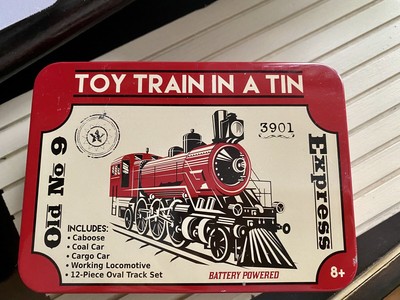 TOY TRAIN IN A TIN
3901
Old No 9
Express
INCLUDES:
• Caboose
• Coal Car
• Cargo Car
• Working Locomotive
• 12-Piece Oval Track Set
BATTERY POWERED
8+